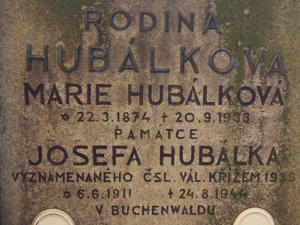 RODINA
HUBÁLKOVA
MARIE HUBÁLKOVÁ
* 22.3.1874 † 20.9.1933
PAMÁTCE
JOSEFA HUBÁLKA
VYZNAMENANÉHO ČSL. VÁL. KŘÍŽEM 1939
* 6.6.1911 † 24.8.1944
V BUCHENWALDU